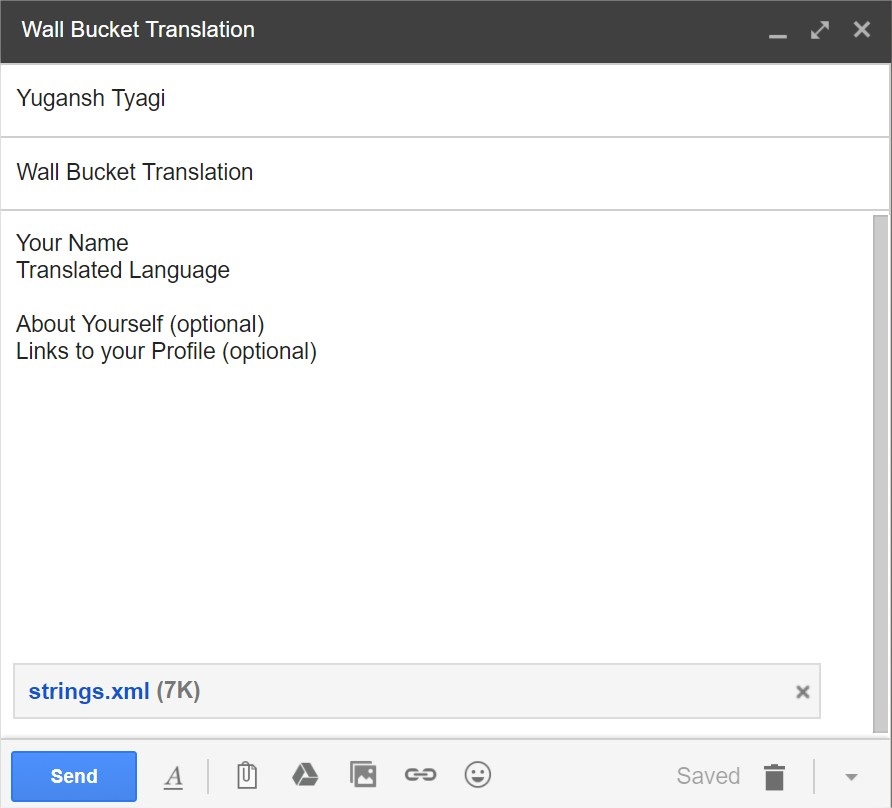 Wall Bucket Translation
Yugansh Tyagi
Wall Bucket Translation
Your Name
Translated Language
About Yourself (optional)
Links to your Profile (optional)
strings.xml (7K)
Send
A
Saved